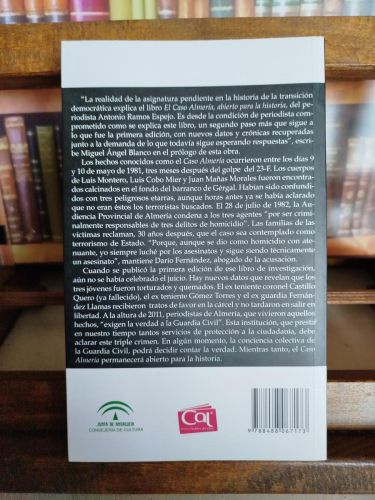 "La realidad de la asignatura pendiente en la historia de la transición
democrática explica el libro El Caso Almería, abierto para la historia, del pe-
riodista Antonio Ramos Espejo. Es desde la condición de periodista com-
prometido como se explica este libro, un segundo paso más que sigue a
lo que fue la primera edición, con nuevos datos y crónicas recuperadas
junto a la demanda de lo que todavía sigue esperando respuestas", escri-
be Miguel Ángel Blanco en el prólogo de esta obra.
Los hechos conocidos como el Caso Almería ocurrieron entre los días 9
y 10 de mayo de 1981, tres meses después del golpe del 23-F. Los cuerpos
de Luis Montero, Luis Cobo Mier y Juan Mañas Morales fueron encontra-
dos calcinados en el fondo del barranco de Gérgal. Habían sido confundi-
dos con tres peligrosos etarras, aunque horas antes ya se había aclarado
que no eran éstos los terroristas buscados. El 28 de julio de 1982, la Au-
diencia Provincial de Almería condena a los tres agentes "por ser crimi-
nalmente responsables de tres delitos de homicidio". Las familias de las
víctimas reclaman, 30 años después, que el caso sea contemplado como
terrorismo de Estado. "Porque, aunque se dio como homicidio con ate-
nuante, yo siempre luché por los asesinatos y sigue siendo técnicamente
un asesinato", mantiene Darío Fernández, abogado de la acusación.
Cuando se publicó la primera edición de ese libro de investigación,
aún no se había celebrado el juicio. Hay nuevos datos que revelan que los
tres jóvenes fueron torturados y quemados. El ex teniente coronel Castillo
Quero (ya fallecido), el ex teniente Gómez Torres y el ex guardia Fernán-
dez Llamas recibieron tratos de favor en la cárcel y no tardaron en salir en
libertad. A la altura de 2011, periodistas de Almería, que vivieron aquellos
hechos, "exigen la verdad a la Guardia Civil". Esta institución, que presta
en nuestro tiempo tantos servicios de protección a la ciudadanía, debe
aclarar este triple crimen. En algún momento, la conciencia colectiva de
la Guardia Civil, podrá decidir contar la verdad. Mientras tanto, el Caso
Almería permanecerá abierto para la historia.
JUNTA DE ANDALUCIA
CONSEJERÍA DE CULTURA
9 788488 067173